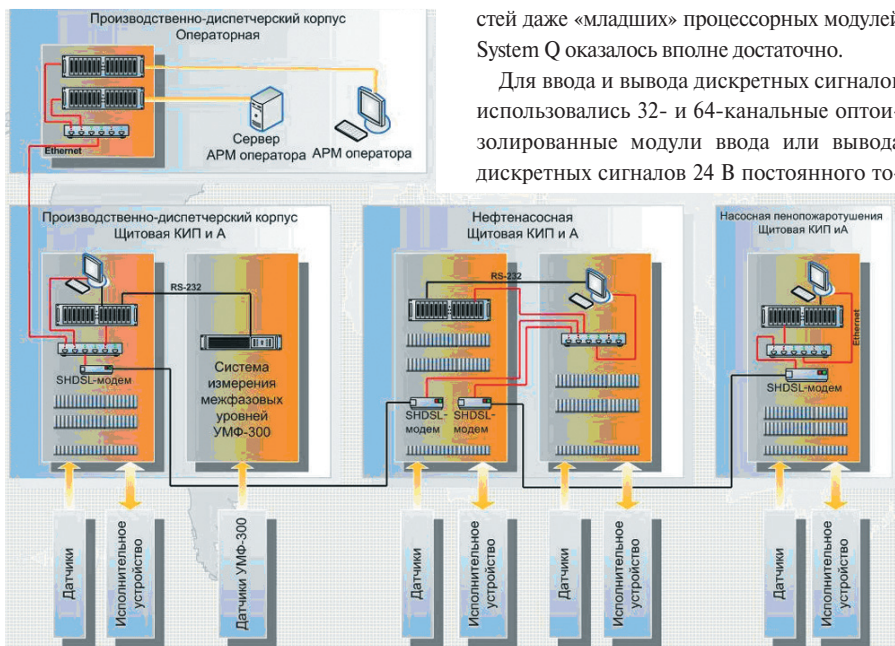 Производственно-диспетчерский корпус
Операторная
Ethernet
Сервер
АРМ оператора
АРМ оператора
стей даже «младших» процессорных модулей
System Q оказалось вполне достаточно.
Для ввода и вывода дискретных сигналов
использовались 32- и 64-канальные оптои-
золированные модули ввода или вывода
дискретных сигналов 24 В постоянного то-
Производственно-диспетчерский корпус
Щитовая КИП и А
RS-232
SHDSL-модем
Система
измерения
межфазовых
уровней
УМФ-300
Нефтенасосная
Щитовая КИП и А
RS-232
SHDSL-
модем
SHDSL-
модем
Насосная пенопожаротушения
Щитовая КИП иА
Ethernet
SHDSL-модем
Датчики
Исполнительное
устройство
Датчики УМФ-300
Датчики
Исполнительное
устройство
Датчики
Исполнительное
устройство
Датчики
Исполнительное
устройство